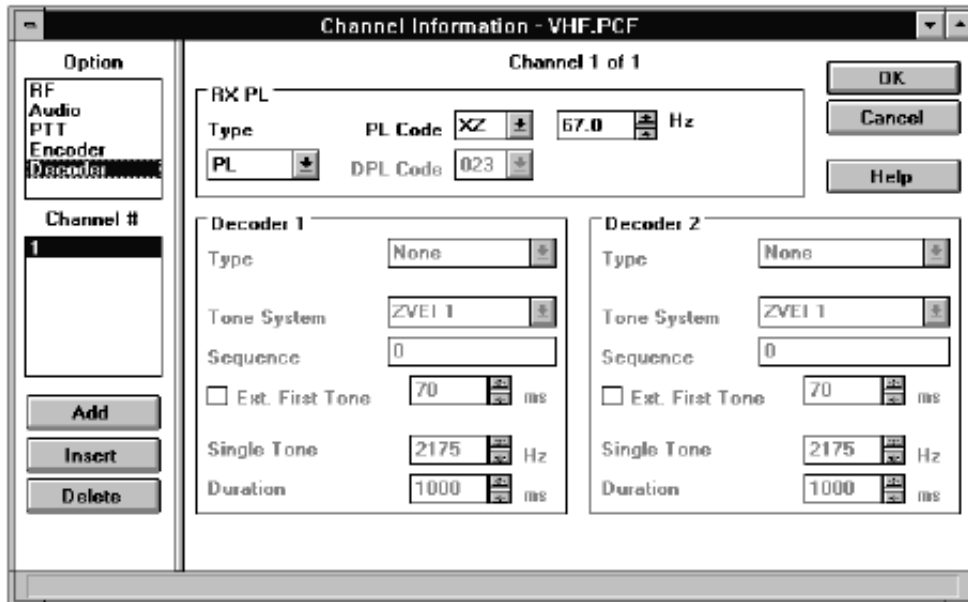 Channel Information - VHF.PCF
Option
RF
Audio
PTT
Encoder
Decoder
Channel #
1
Add
Insert
Delete
Channel 1 of 1
OK
Cancel
Help
RX PL
Type
PL
PL Code XZ 67.0 Hz
DPL Code 023
Decoder 1
Type None
Tone System ZVEI 1
Sequence 0
Ext. First Tone 70 ms
Single Tone 2175 Hz
Duration 1000 ms
Decoder 2
Type None
Tone System ZVEI 1
Sequence 0
Ext. First Tone 70 ms
Single Tone 2175 Hz
Duration 1000 ms